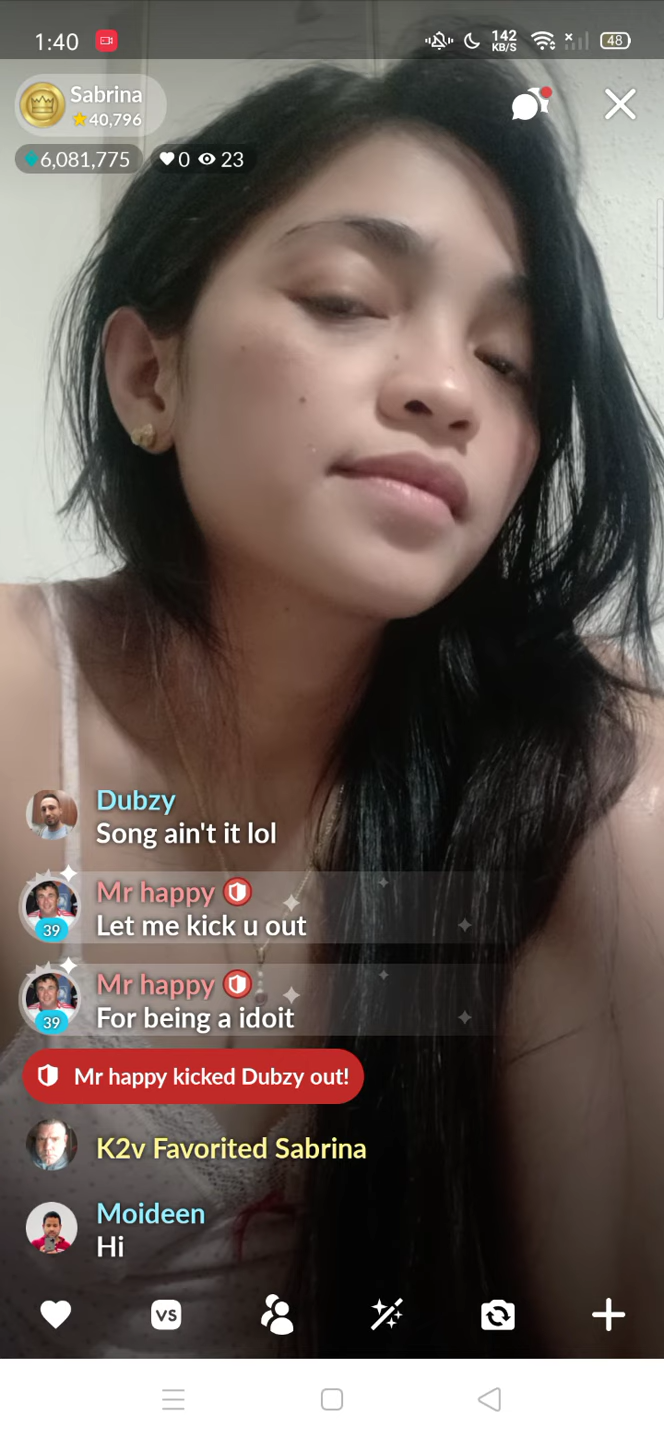 1:40
142
KB/S
48
Sabrina
40,796
6,081,775
0
23
Dubzy
Song ain't it lol
Mr happy
39
Let me kick u out
Mr happy
39
For being a idoit
Mr happy kicked Dubzy out!
K2v Favorited Sabrina
Moideen
Hi
VS